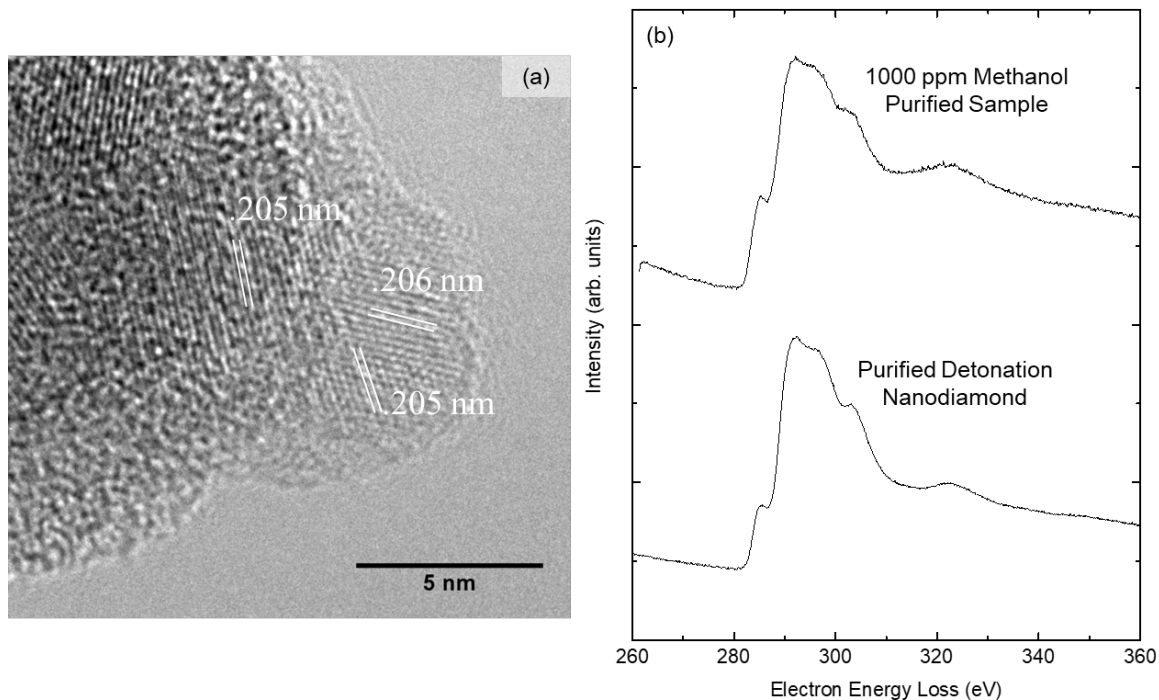 (a)
.205 nm
.206 nm
.205 nm
5 nm
(b)
1000 ppm Methanol
Purified Sample
Purified Detonation
Nanodiamond
Intensity (arb. units)
260 280 300 320 340 360
Electron Energy Loss (eV)